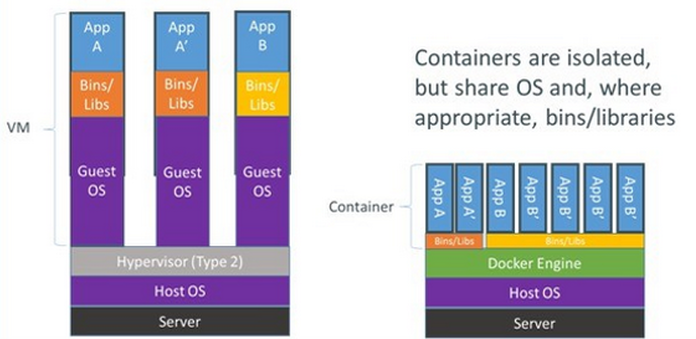 App
A
App
A'
App
B
Bins/
Libs
Bins/
Libs
Bins/
Libs
VM
Guest
OS
Guest
OS
Guest
OS
Hypervisor (Type 2)
Host OS
Server
Containers are isolated,
but share OS and, where
appropriate, bins/libraries
Container
App A
App A'
App B
App B'
App B'
App B'
App B'
Bins/Libs
Bins/Libs
Docker Engine
Host OS
Server